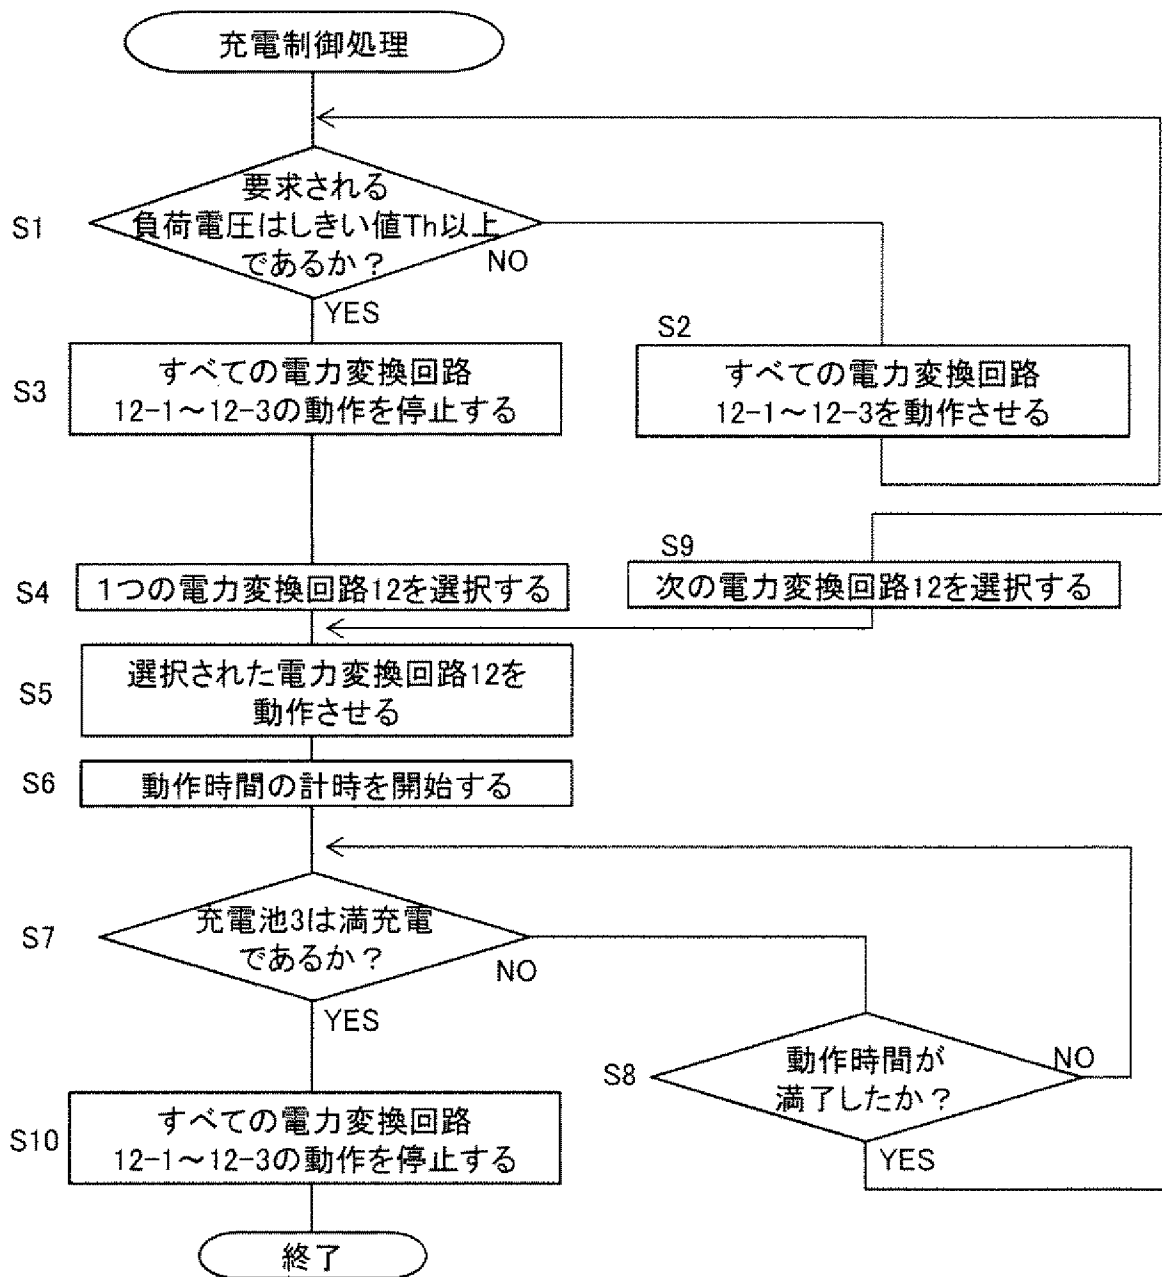 充電制御処理
S1
要求される
負荷電圧はしきい値Th以上
であるか？
NO
YES
S2
すべての電力変換回路
12-1～12-3を動作させる
S3
すべての電力変換回路
12-1～12-3の動作を停止する
S4
１つの電力変換回路12を選択する
S9
次の電力変換回路12を選択する
S5
選択された電力変換回路12を
動作させる
S6
動作時間の計時を開始する
S7
充電池3は満充電
であるか？
NO
YES
S8
動作時間が
満了したか？
NO
YES
S10
すべての電力変換回路
12-1～12-3の動作を停止する
終了